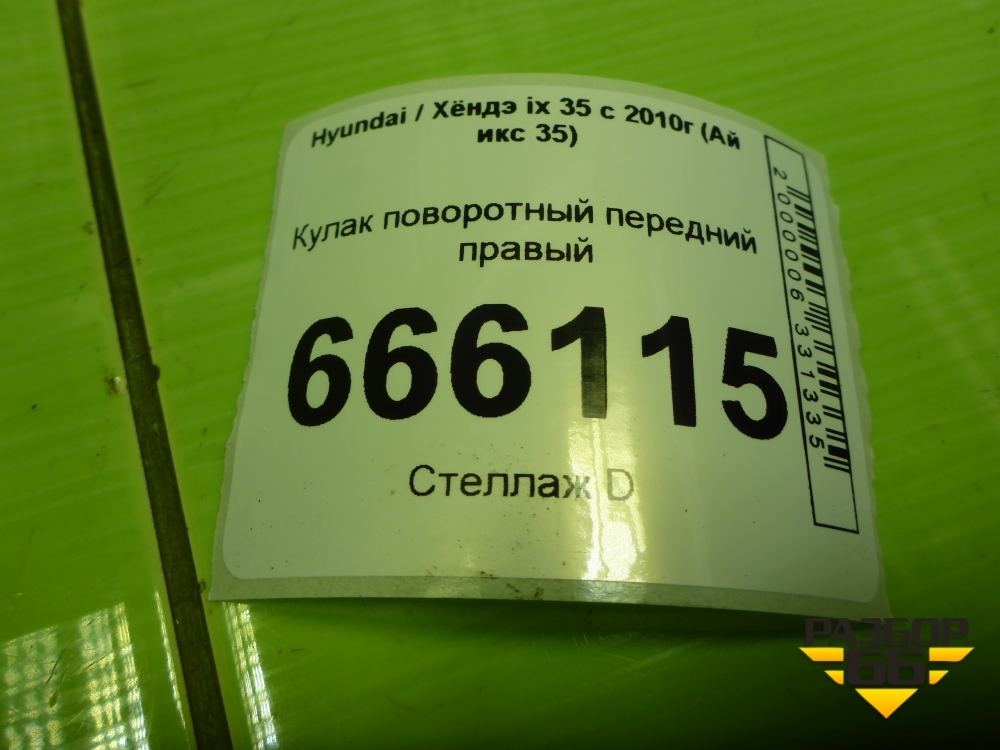 Hyundai / Хёндэ ix 35 с 2010г (Ай
икс 35)
Кулак поворотный передний
правый
666115
Стеллаж D
2000006331335
РАЗБОР
66